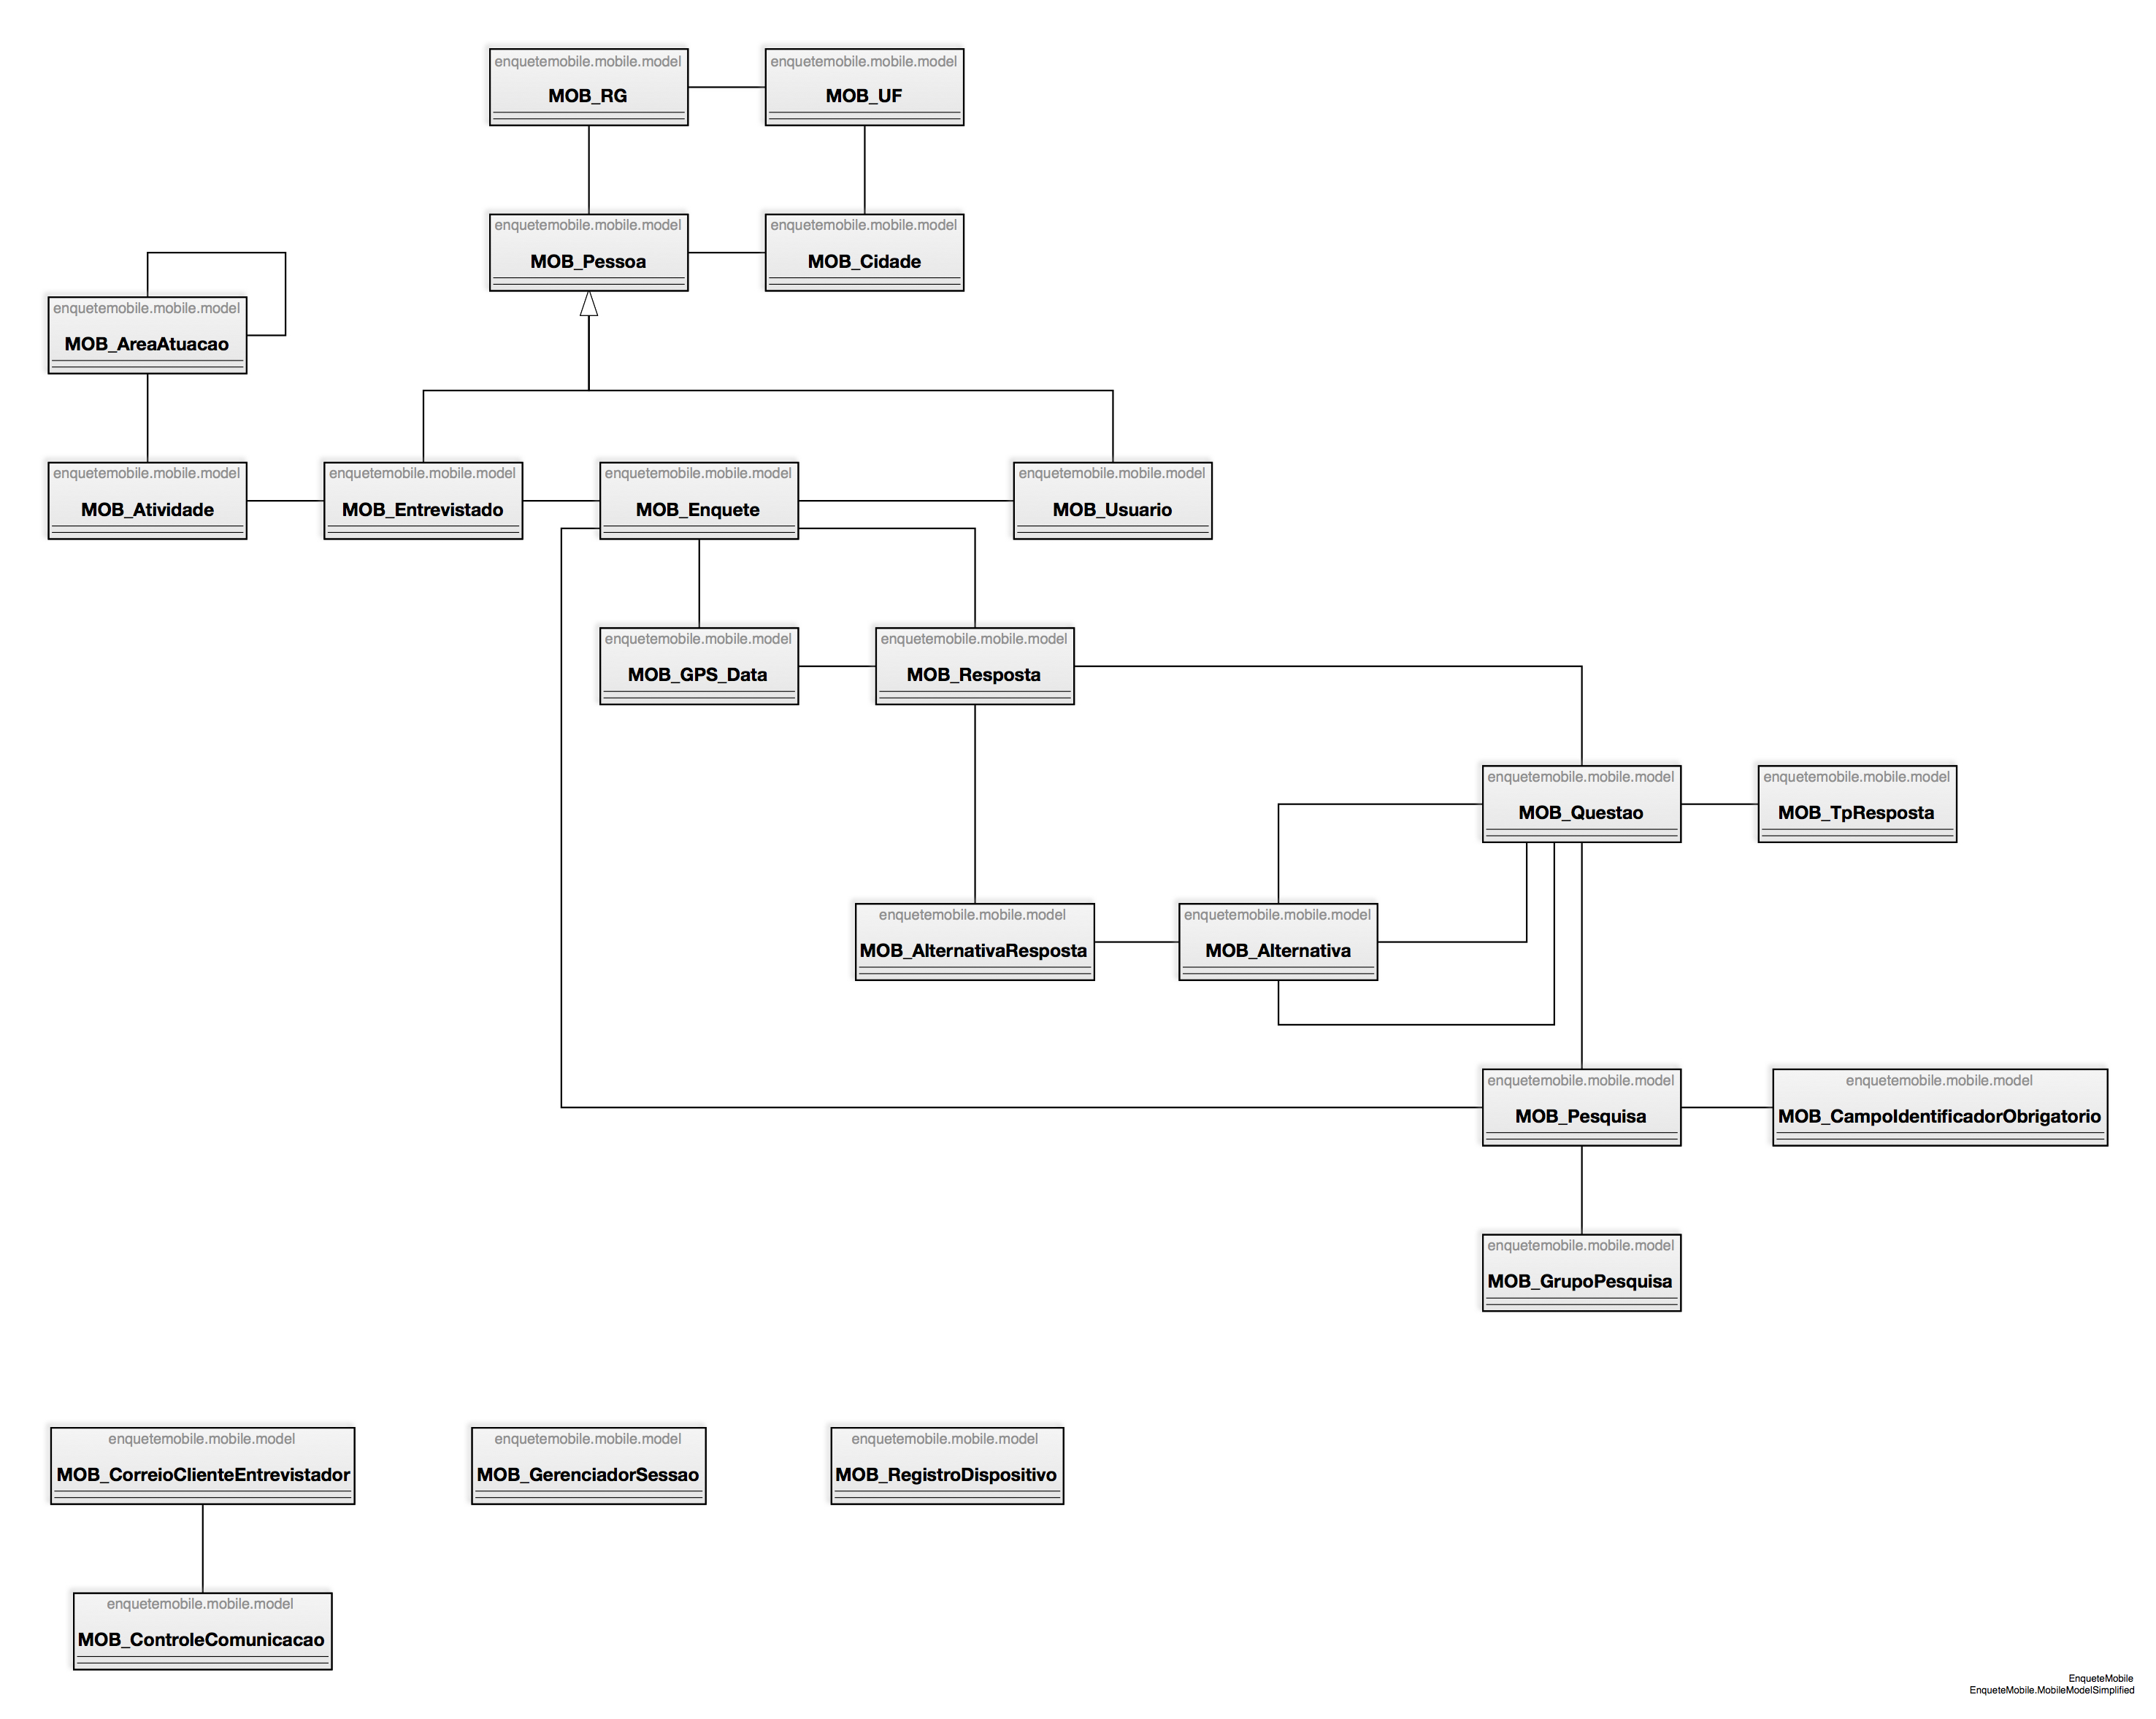 enquetemobile.mobile.model
MOB_RG
enquetemobile.mobile.model
MOB_UF
enquetemobile.mobile.model
MOB_Pessoa
enquetemobile.mobile.model
MOB_Cidade
enquetemobile.mobile.model
MOB_AreaAtuacao
enquetemobile.mobile.model
MOB_Atividade
enquetemobile.mobile.model
MOB_Entrevistado
enquetemobile.mobile.model
MOB_Enquete
enquetemobile.mobile.model
MOB_Usuario
enquetemobile.mobile.model
MOB_GPS_Data
enquetemobile.mobile.model
MOB_Resposta
enquetemobile.mobile.model
MOB_Questao
enquetemobile.mobile.model
MOB_TpResposta
enquetemobile.mobile.model
MOB_AlternativaResposta
enquetemobile.mobile.model
MOB_Alternativa
enquetemobile.mobile.model
MOB_Pesquisa
enquetemobile.mobile.model
MOB_CampoIdentificadorObrigatorio
enquetemobile.mobile.model
MOB_GrupoPesquisa
enquetemobile.mobile.model
MOB_CorreioClienteEntrevistador
enquetemobile.mobile.model
MOB_GerenciadorSessao
enquetemobile.mobile.model
MOB_RegistroDispositivo
enquetemobile.mobile.model
MOB_ControleComunicacao
EnqueteMobile
EnqueteMobile.MobileModelSimplified